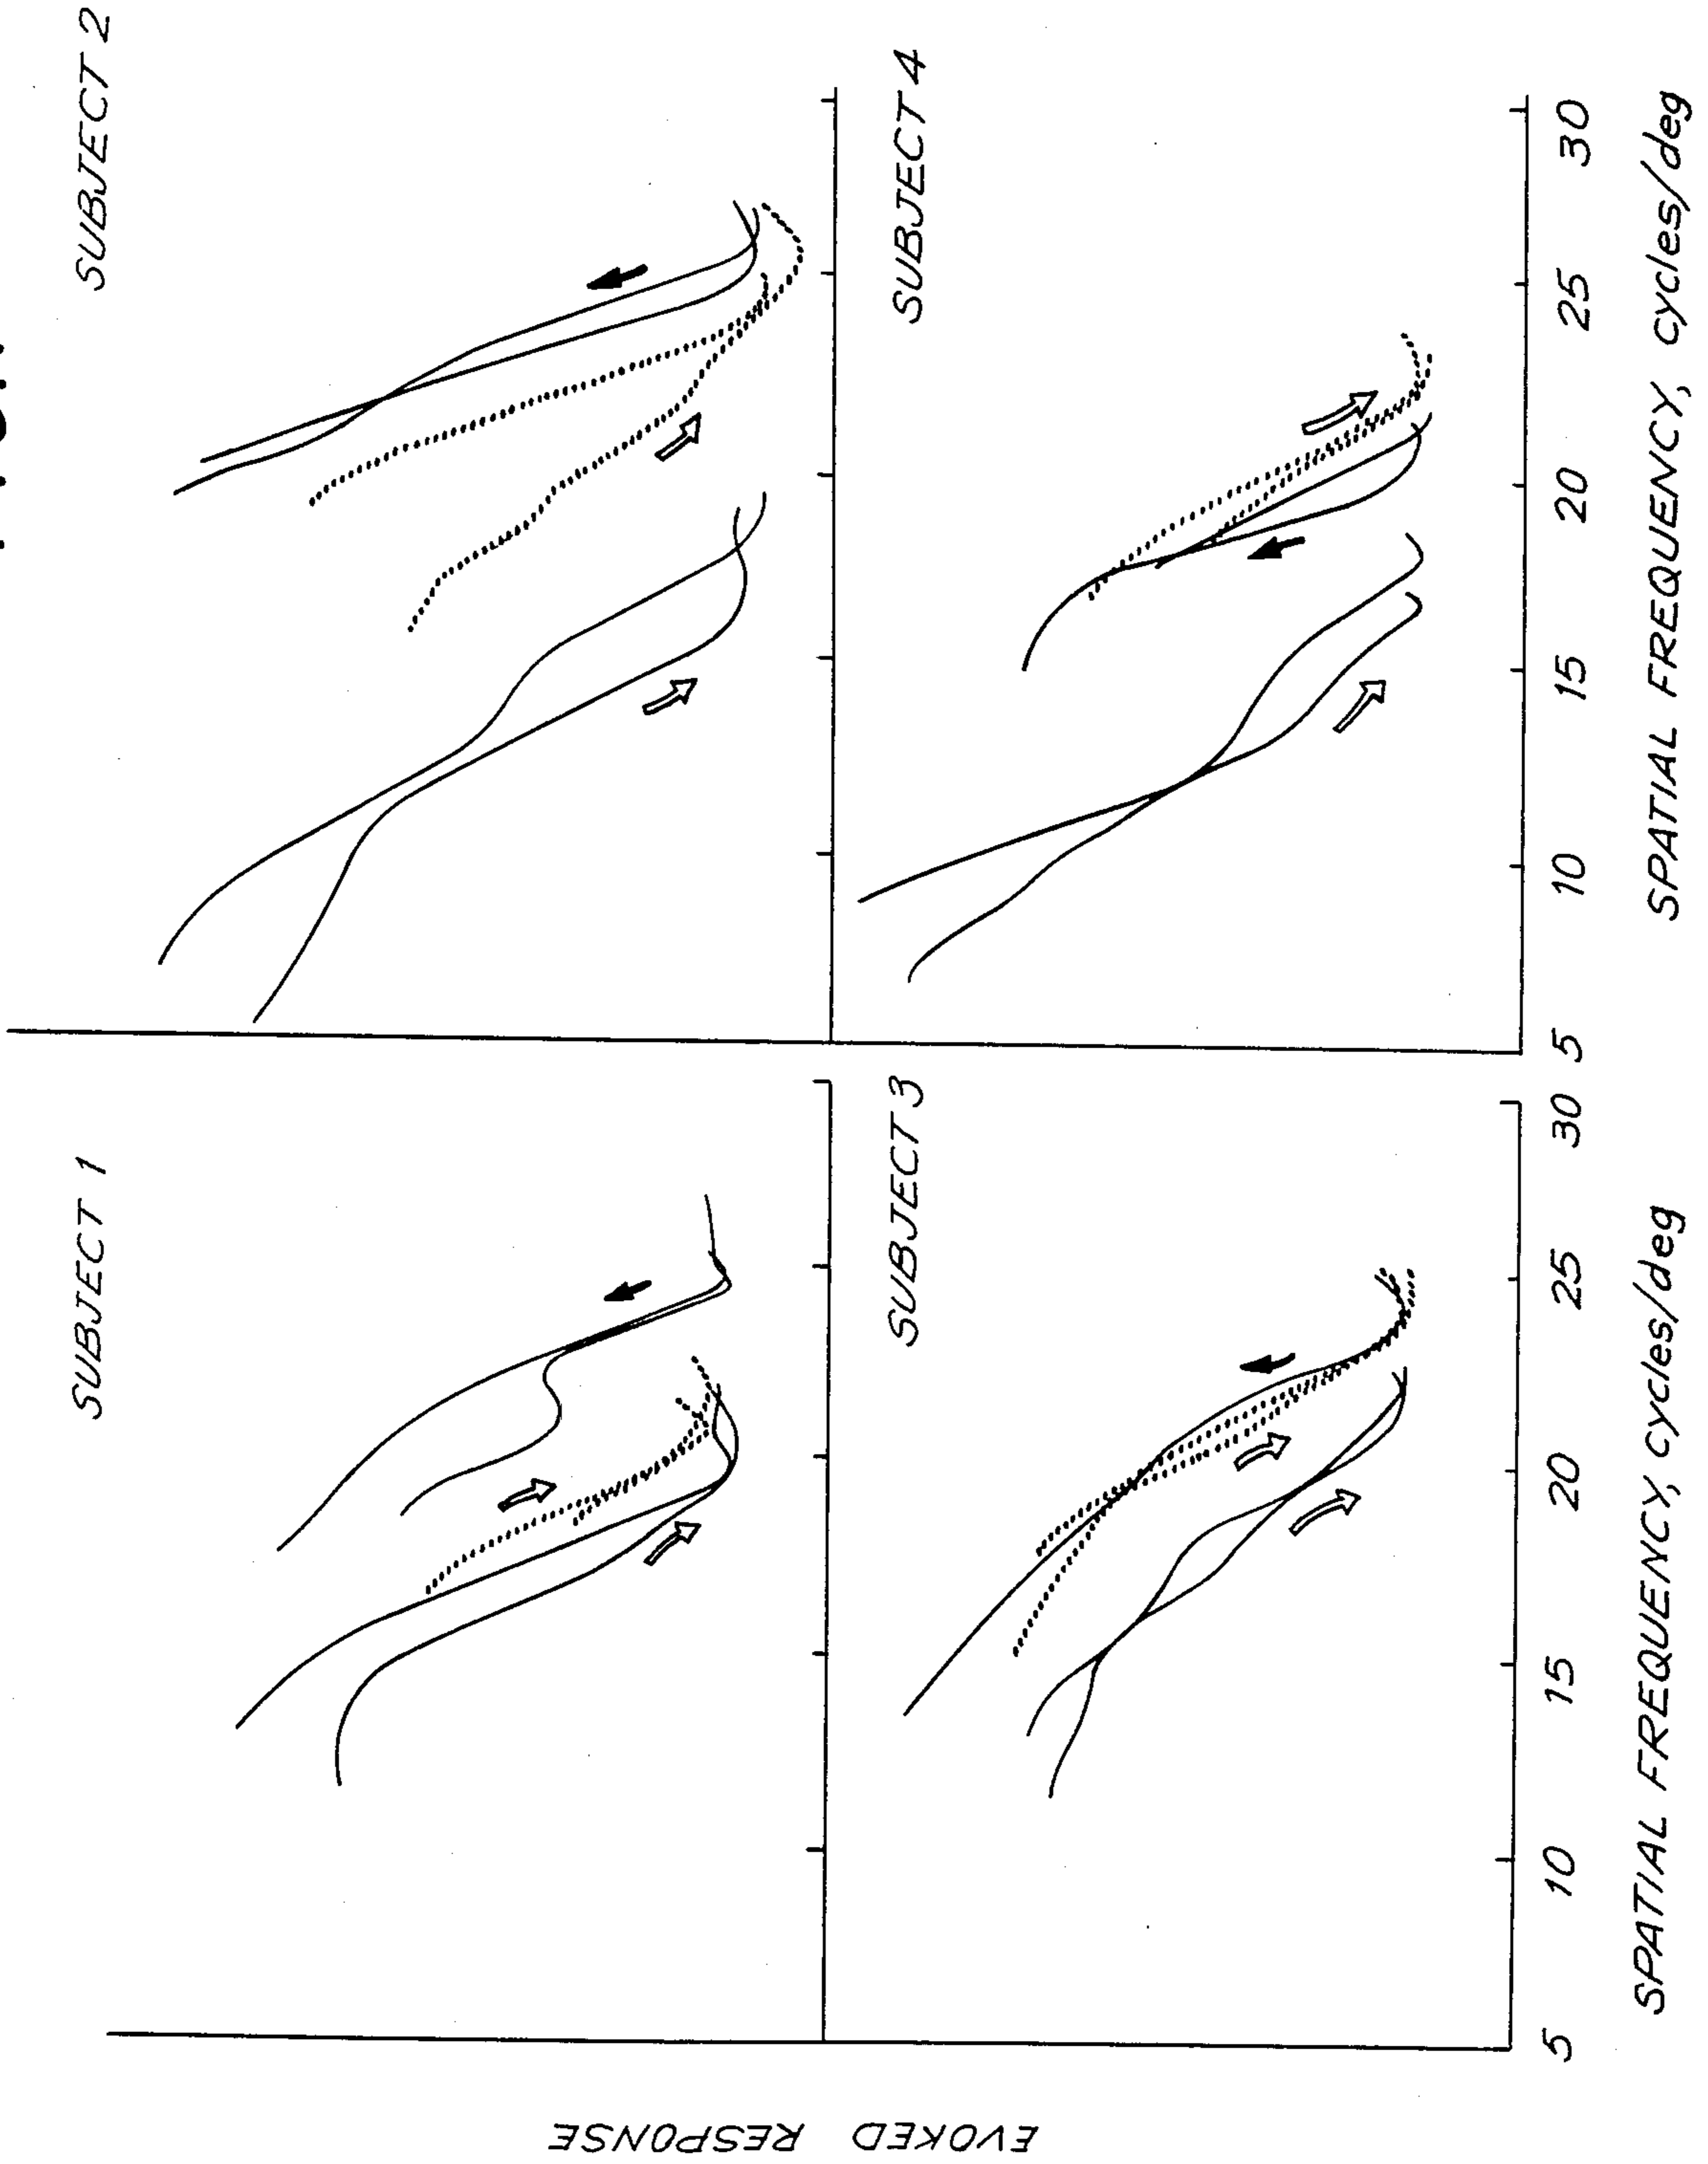 SUBJECT 1
SUBJECT 2
SUBJECT 3
SUBJECT 4
EVOKED RESPONSE
5 10 15 20 25 30
5 10 15 20 25 30
SPATIAL FREQUENCY, cycles/deg
SPATIAL FREQUENCY, cycles/deg